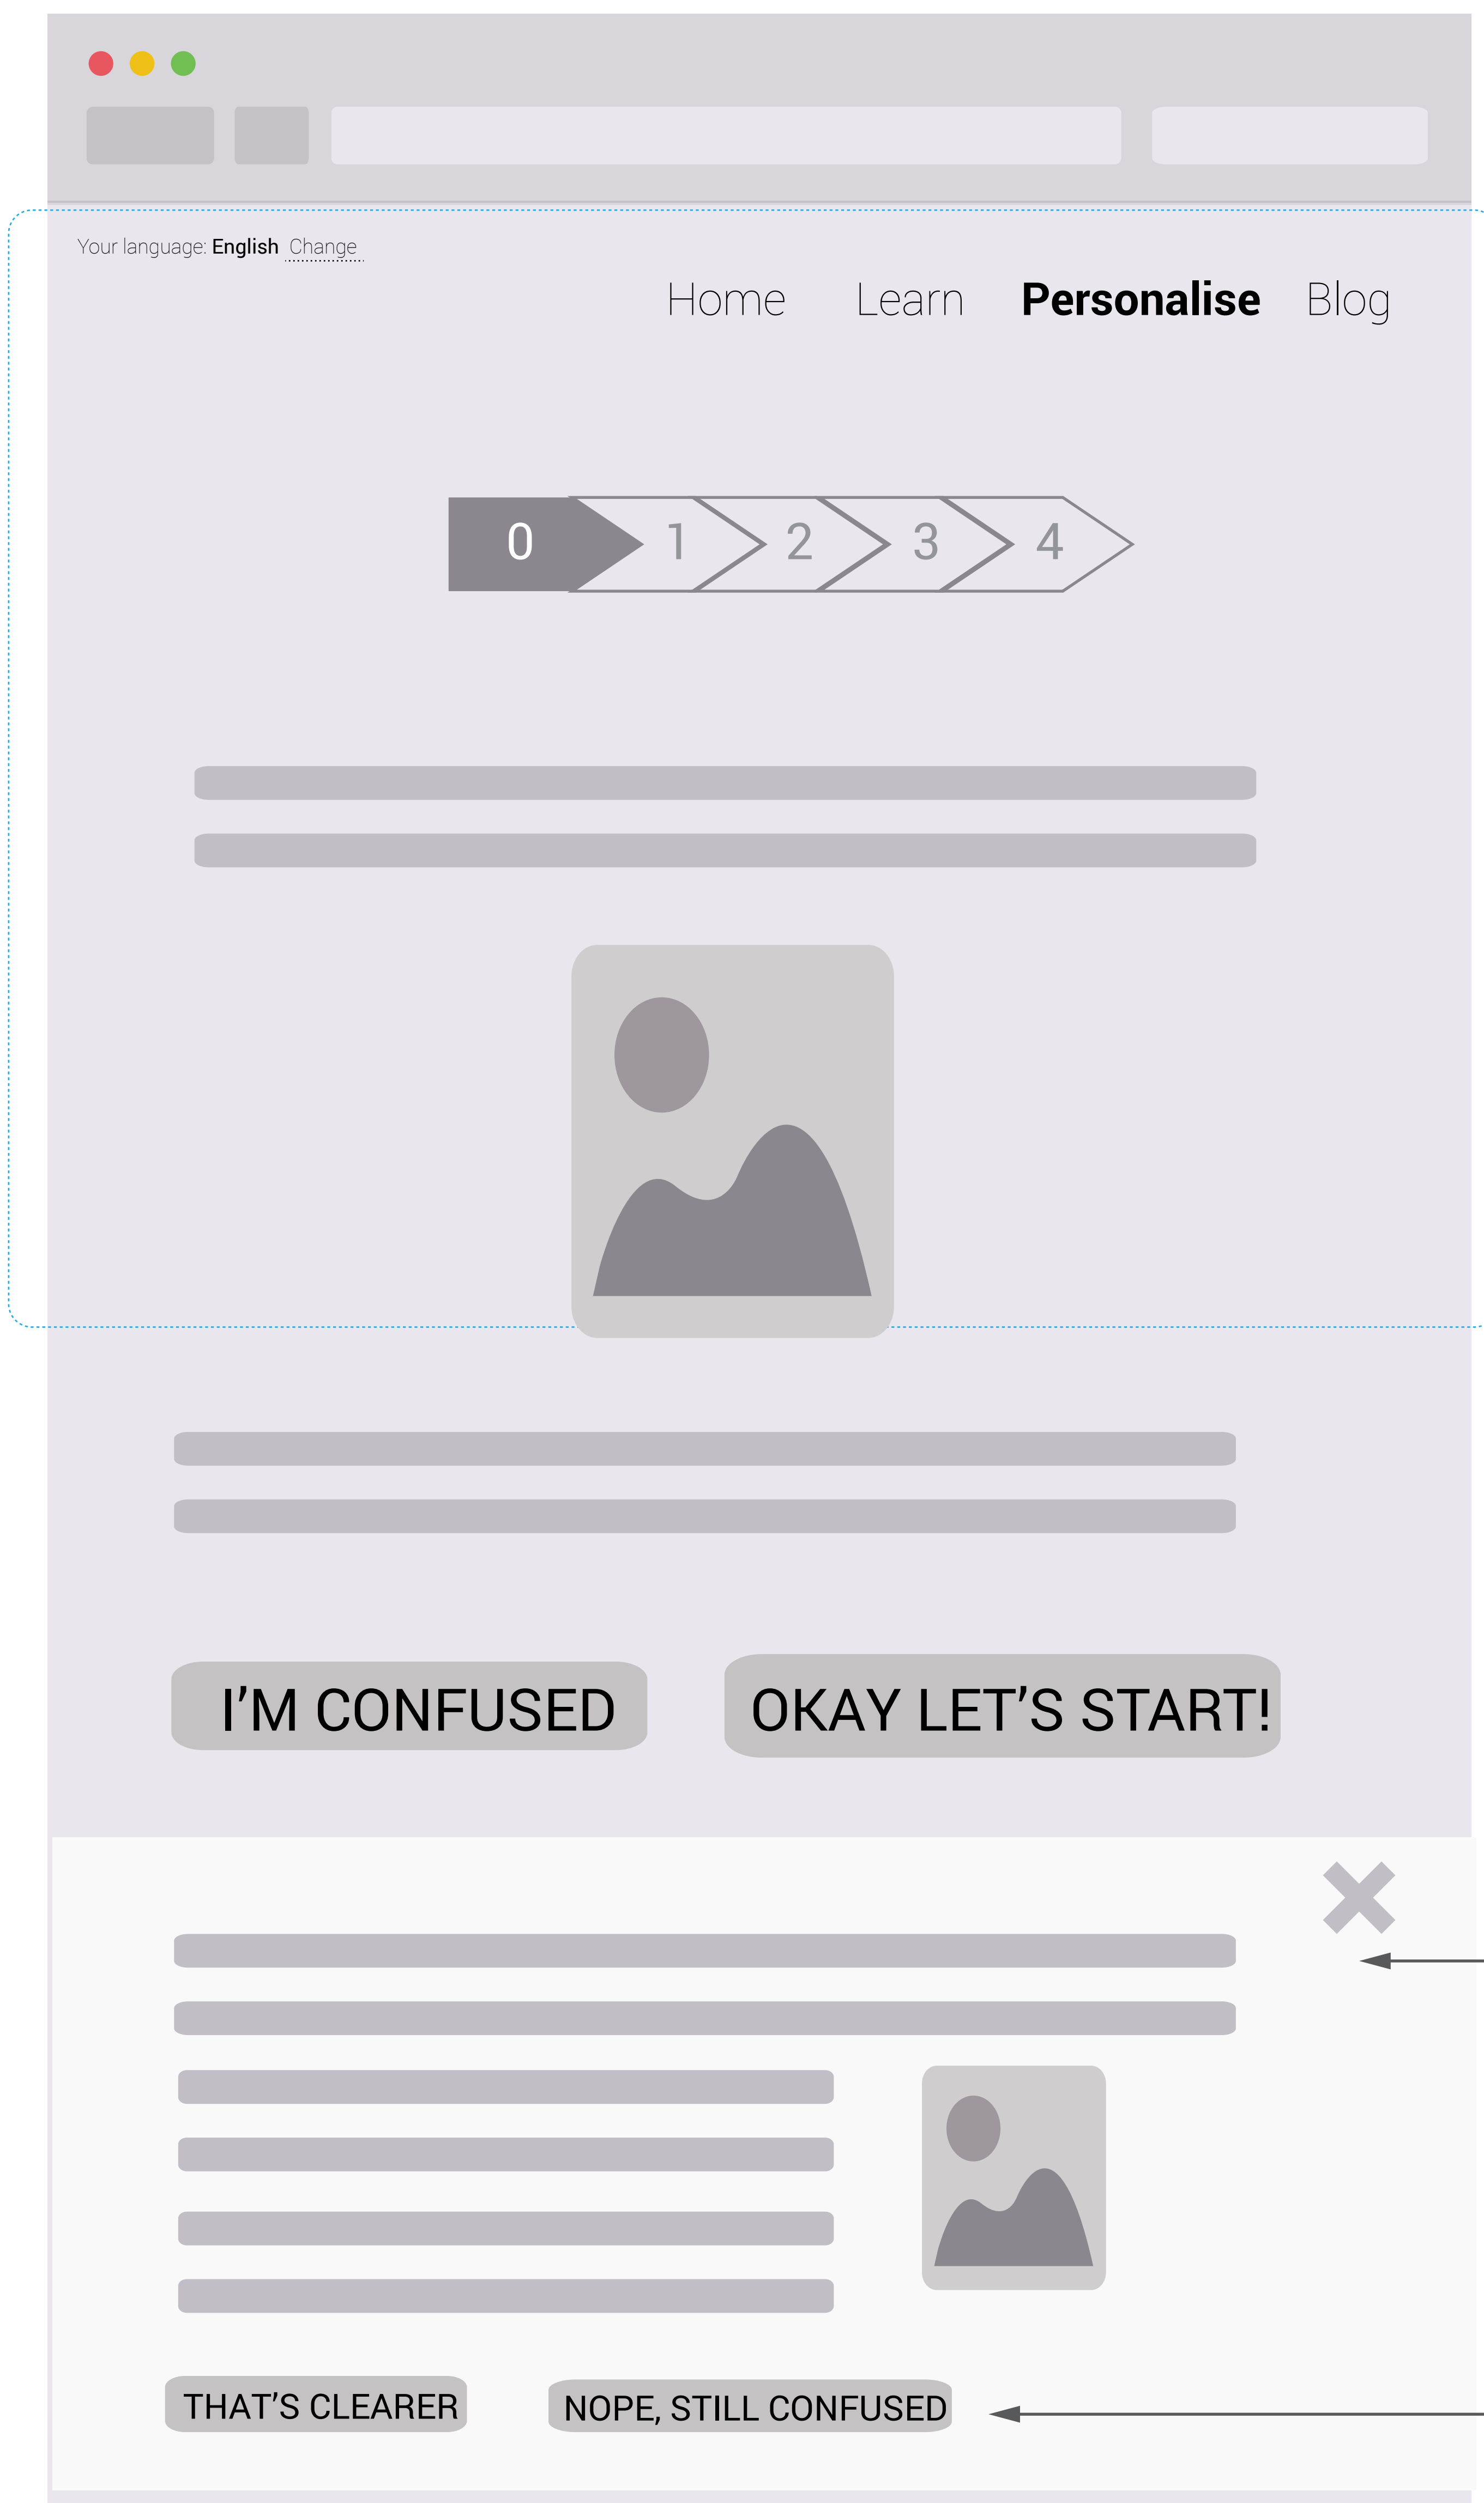 Your language: English Change
Home Learn Personalise Blog
0 1 2 3 4
I'M CONFUSED OKAY LET'S START!
THAT'S CLEARER NOPE, STILL CONFUSED